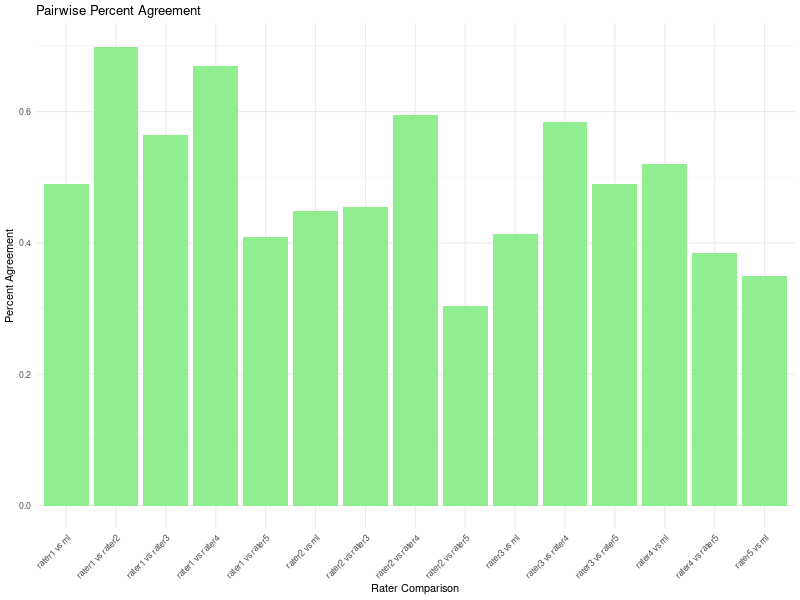 Pairwise Percent Agreement
Percent Agreement
0.6
0.4
0.2
0.0
rater1 vs ml
rater1 vs rater2
rater1 vs rater3
rater1 vs rater4
rater1 vs rater5
rater2 vs ml
rater2 vs rater3
rater2 vs rater4
rater2 vs rater5
rater3 vs ml
rater3 vs rater4
rater3 vs rater5
rater4 vs ml
rater4 vs rater5
rater5 vs ml
Rater Comparison